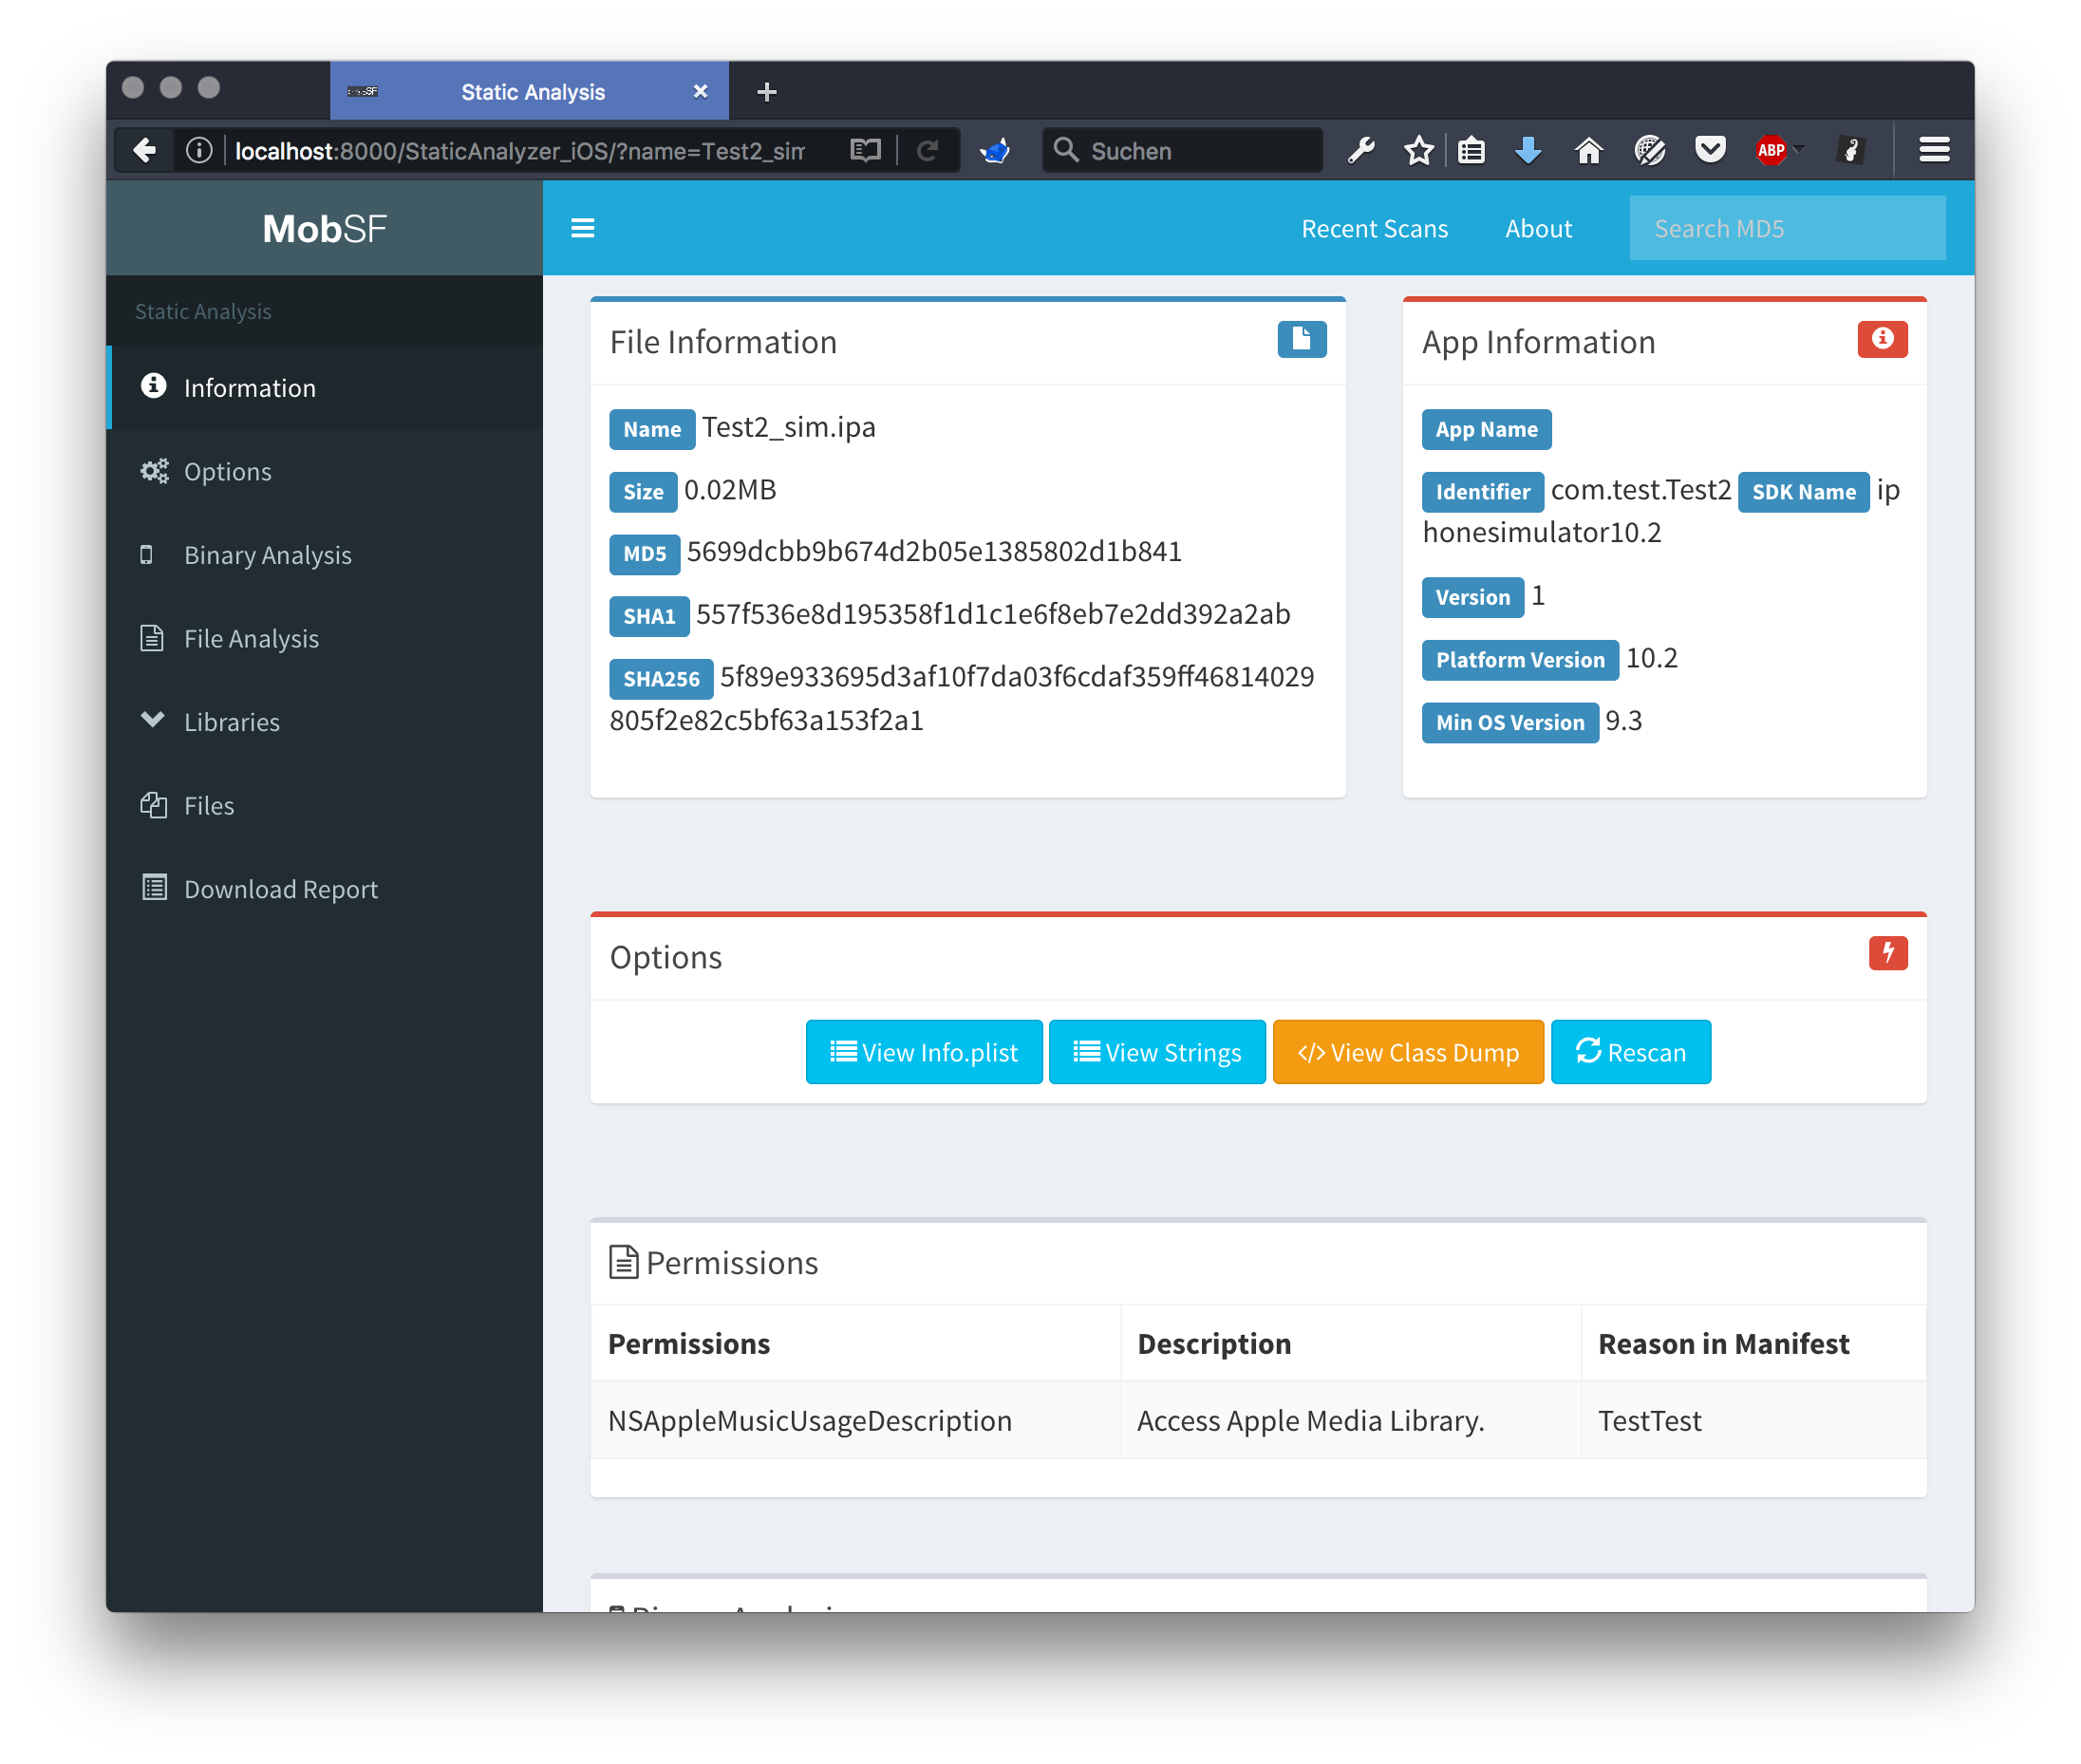 Static Analysis
localhost:8000/StaticAnalyzer_iOS/?name=Test2_sim
Suchen
ABP
MobSF
Recent Scans
About
Search MD5
Static Analysis
Information
Options
Binary Analysis
File Analysis
Libraries
Files
Download Report
File Information
Name Test2_sim.ipa
Size 0.02MB
MD5 5699dcbb9b674d2b05e1385802d1b841
SHA1 557f536e8d195358f1d1c1e6f8eb7e2dd392a2ab
SHA256 5f89e933695d3af10f7da03f6cdaf359ff46814029
805f2e82c5bf63a153f2a1
App Information
App Name
Identifier com.test.Test2 SDK Name ip
honesimulator10.2
Version 1
Platform Version 10.2
Min OS Version 9.3
Options
View Info.plist
View Strings
View Class Dump
Rescan
Permissions
Permissions Description Reason in Manifest
NSAppleMusicUsageDescription Access Apple Media Library. TestTest